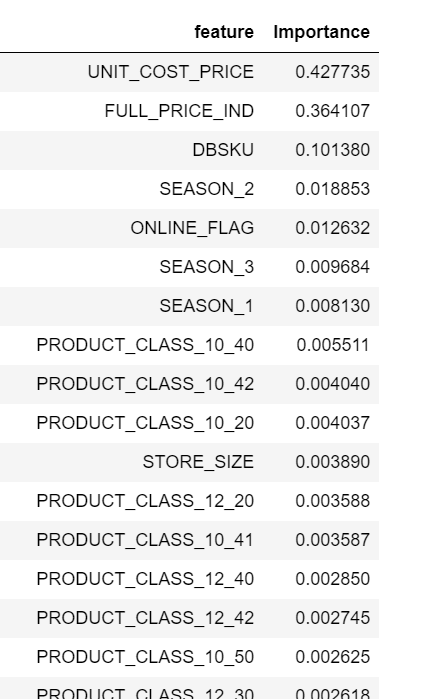 feature Importance
UNIT_COST_PRICE 0.427735
FULL_PRICE_IND 0.364107
DBSKU 0.101380
SEASON_2 0.018853
ONLINE_FLAG 0.012632
SEASON_3 0.009684
SEASON_1 0.008130
PRODUCT_CLASS_10_40 0.005511
PRODUCT_CLASS_10_42 0.004040
PRODUCT_CLASS_10_20 0.004037
STORE_SIZE 0.003890
PRODUCT_CLASS_12_20 0.003588
PRODUCT_CLASS_10_41 0.003587
PRODUCT_CLASS_12_40 0.002850
PRODUCT_CLASS_12_42 0.002745
PRODUCT_CLASS_10_50 0.002625
PRODUCT_CLASS_12_30 0.002618